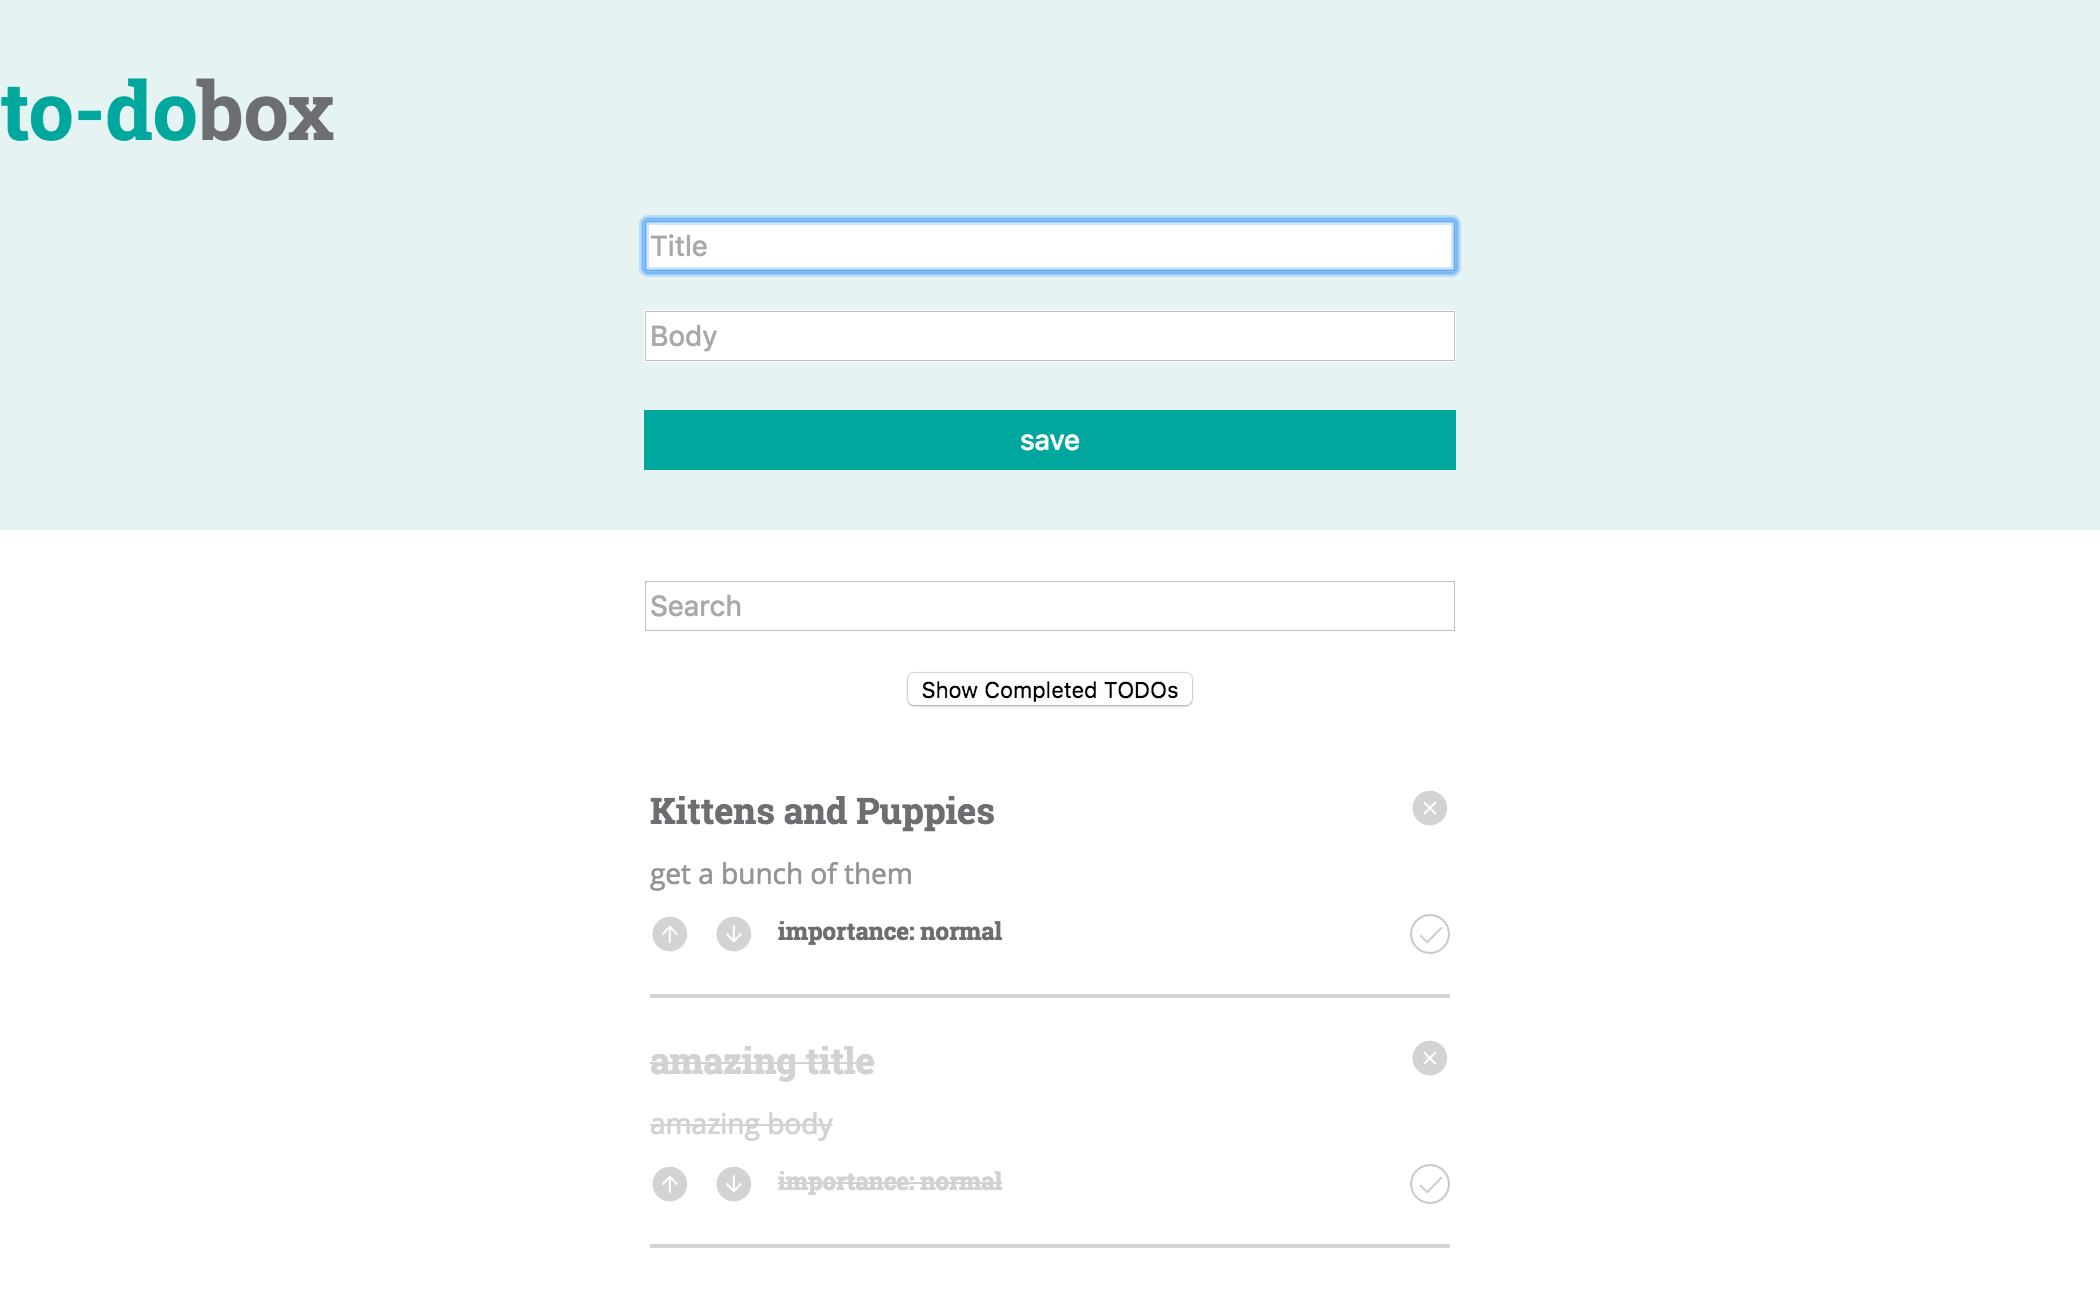 to-dobox
Title
Body
save
Search
Show Completed TODOs
Kittens and Puppies
get a bunch of them
importance: normal
amazing title
amazing body
importance: normal